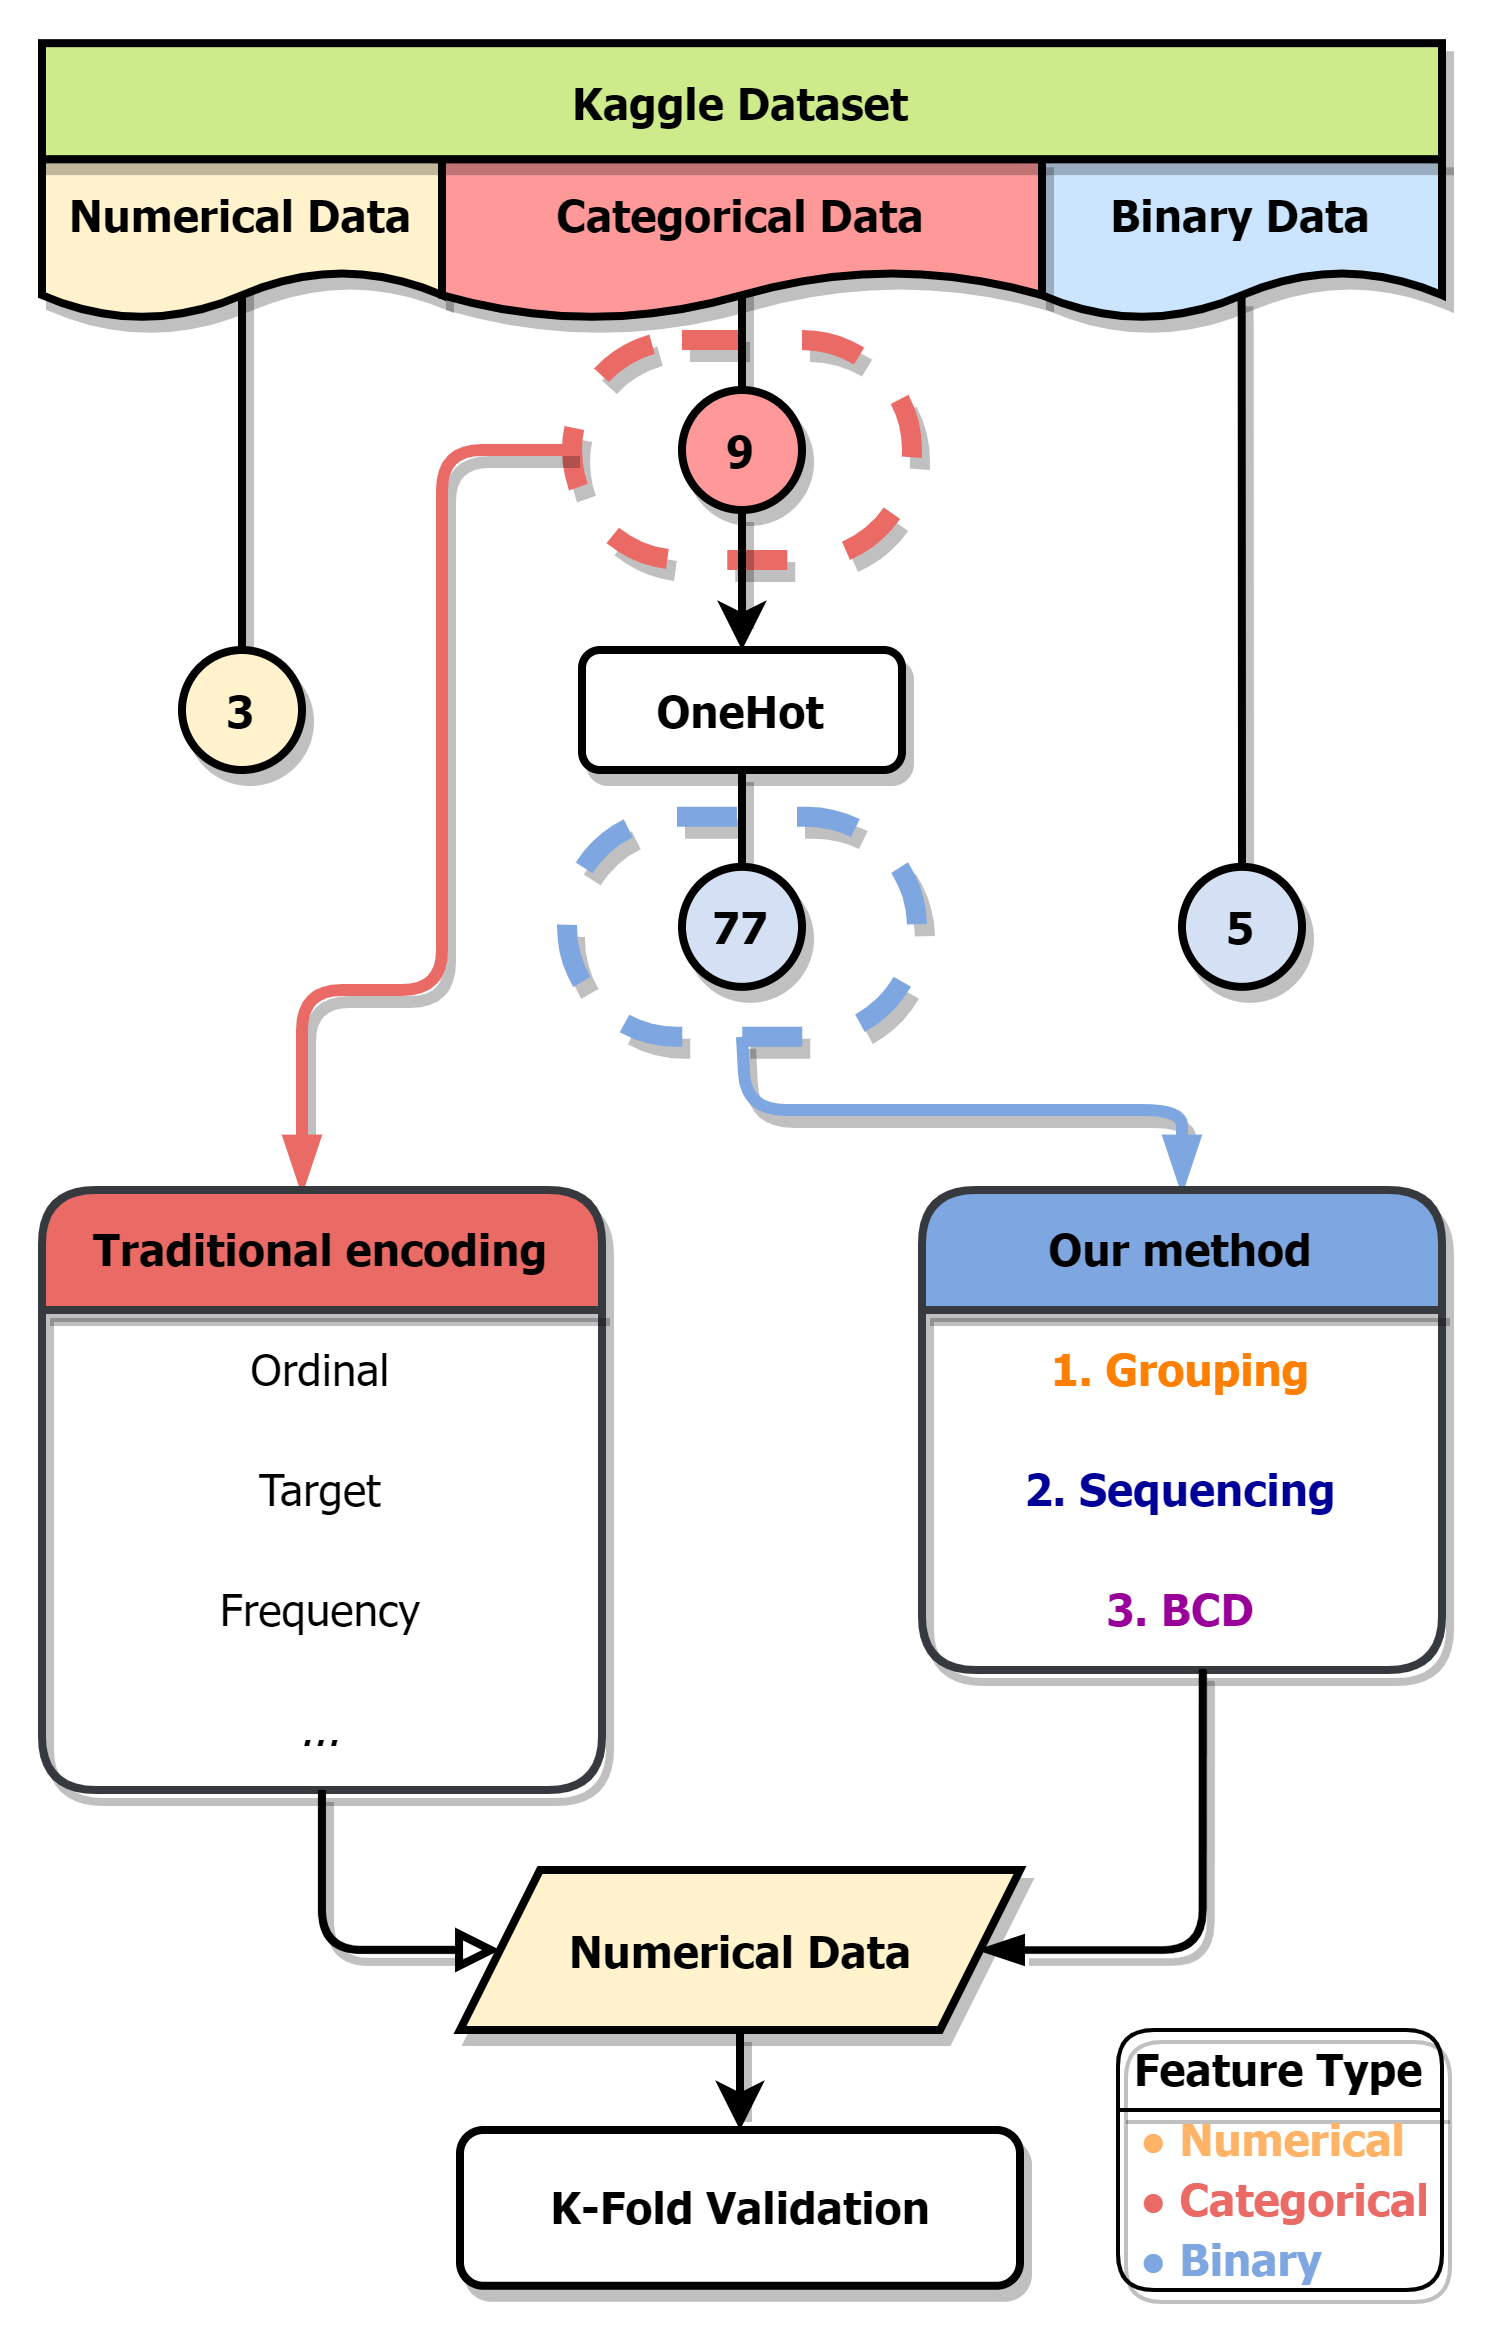 Kaggle Dataset
Numerical Data
Categorical Data
Binary Data
9
3
OneHot
77
5
Traditional encoding
Ordinal
Target
Frequency
...
Our method
1. Grouping
2. Sequencing
3. BCD
Numerical Data
K-Fold Validation
Feature Type
• Numerical
• Categorical
• Binary